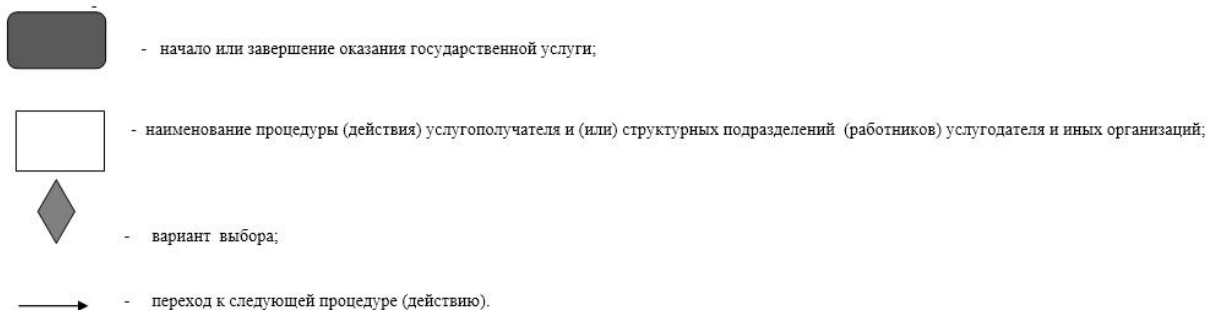 -
- начало или завершение оказания государственной услуги;
- наименование процедуры (действия) услугополучателя и (или) структурных подразделений (работников) услугодателя и иных организаций;
- вариант выбора;
- переход к следующей процедуре (действию).